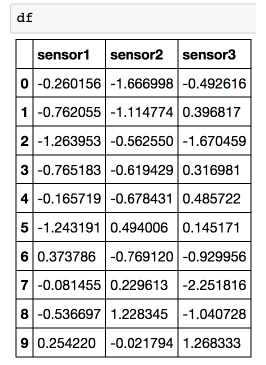 df
sensor1 sensor2 sensor3
0 -0.260156 -1.666998 -0.492616
1 -0.762055 -1.114774 0.396817
2 -1.263953 -0.562550 -1.670459
3 -0.765183 -0.619429 0.316981
4 -0.165719 -0.678431 0.485722
5 -1.243191 0.494006 0.145171
6 0.373786 -0.769120 -0.929956
7 -0.081455 0.229613 -2.251816
8 -0.536697 1.228345 -1.040728
9 0.254220 -0.021794 1.268333